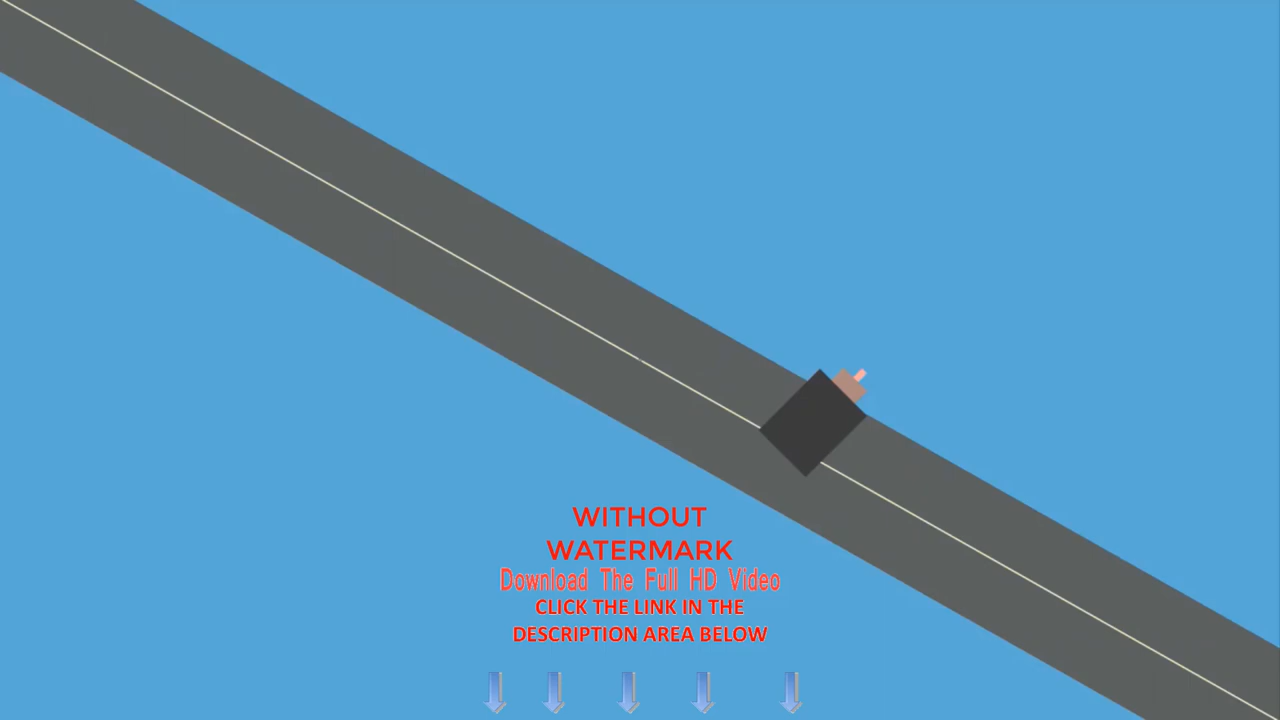 WITHOUT
WATERMARK
Download The Full HD Video
CLICK THE LINK IN THE
DESCRIPTION AREA BELOW